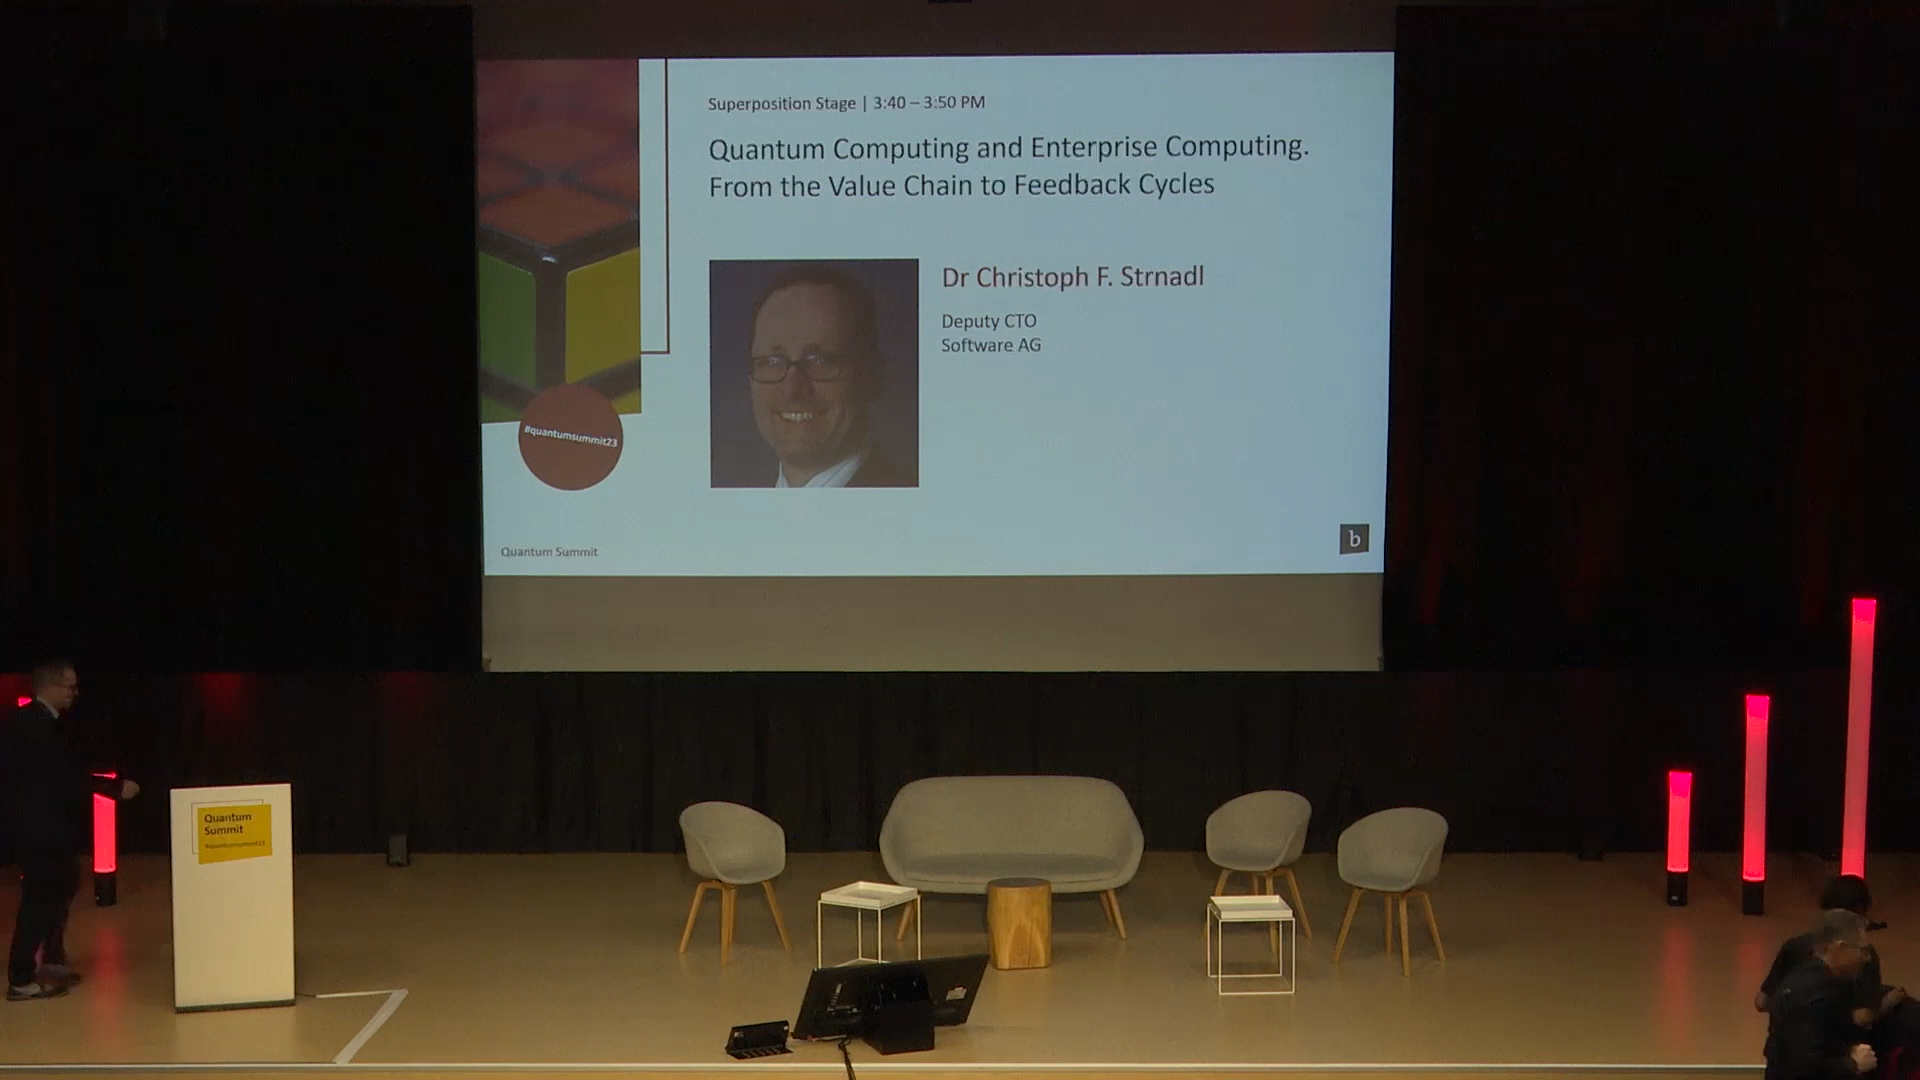 Superposition Stage | 3:40 – 3:50 PM
Quantum Computing and Enterprise Computing.
From the Value Chain to Feedback Cycles
Dr Christoph F. Strnadl
Deputy CTO
Software AG
#quantumsummit23
Quantum Summit
b
Quantum
Summit
#quantumsummit23